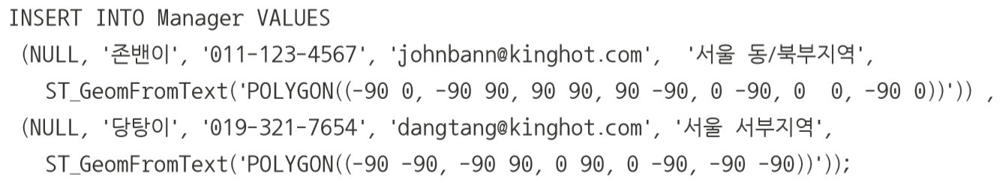 INSERT INTO Manager VALUES
(NULL, '존밴이', '011-123-4567', 'johnbann@kinghot.com',  '서울 동/북부지역',
ST_GeomFromText('POLYGON((-90 0, -90 90, 90 90, 90 -90, 0 -90, 0  0, -90 0))')) ,
(NULL, '당탕이', '019-321-7654', 'dangtang@kinghot.com', '서울 서부지역',
ST_GeomFromText('POLYGON((-90 -90, -90 90, 0 90, 0 -90, -90 -90))'));